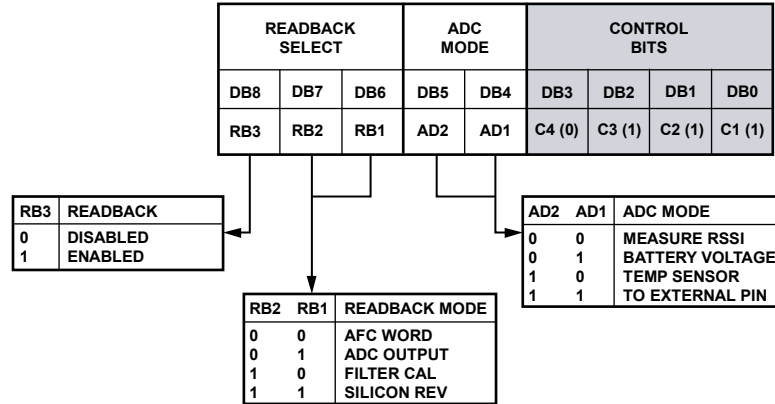 READBACK SELECT ADC MODE CONTROL BITS
DB8 DB7 DB6 DB5 DB4 DB3 DB2 DB1 DB0
RB3 RB2 RB1 AD2 AD1 C4 (0) C3 (1) C2 (1) C1 (1)
RB3 READBACK
0 DISABLED
1 ENABLED
AD2 AD1 ADC MODE
0 0 MEASURE RSSI
0 1 BATTERY VOLTAGE
1 0 TEMP SENSOR
1 1 TO EXTERNAL PIN
RB2 RB1 READBACK MODE
0 0 AFC WORD
0 1 ADC OUTPUT
1 0 FILTER CAL
1 1 SILICON REV